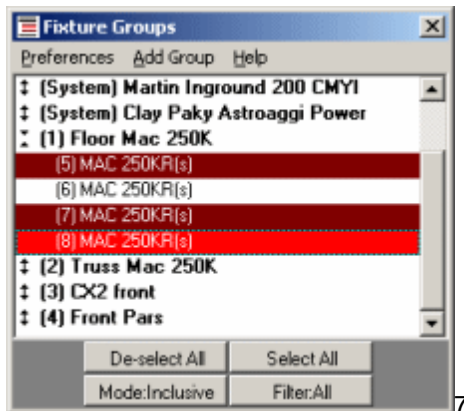 Fixture Groups
Preferences Add Group Help
(System) Martin Inground 200 CMYI
(System) Clay Paky Astroaggi Power
(1) Floor Mac 250K
(5) MAC 250KR(s)
(6) MAC 250KR(s)
(7) MAC 250KR(s)
(8) MAC 250KR(s)
(2) Truss Mac 250K
(3) CX2 front
(4) Front Pars
De-select All Select All
Mode:Inclusive Filter:All
7